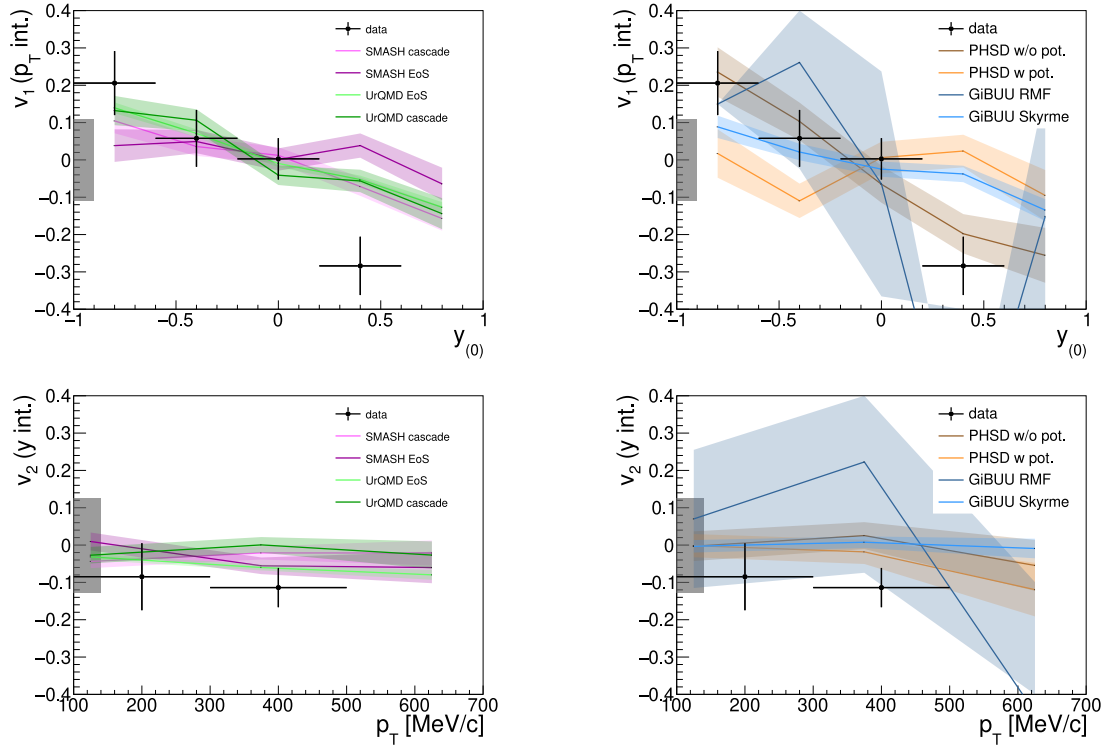 v1 (pT int.)
0.4
0.3
0.2
0.1
0
−0.1
−0.2
−0.3
−0.4
−1
−0.5
0
0.5
1
y(0)
data
SMASH cascade
SMASH EoS
UrQMD EoS
UrQMD cascade
v1 (pT int.)
0.4
0.3
0.2
0.1
0
−0.1
−0.2
−0.3
−0.4
−1
−0.5
0
0.5
1
y(0)
data
PHSD w/o pot.
PHSD w pot.
GiBUU RMF
GiBUU Skyrme
v2 (y int.)
0.4
0.3
0.2
0.1
0
−0.1
−0.2
−0.3
−0.4
100
200
300
400
500
600
700
pT [MeV/c]
data
SMASH cascade
SMASH EoS
UrQMD EoS
UrQMD cascade
v2 (y int.)
0.4
0.3
0.2
0.1
0
−0.1
−0.2
−0.3
−0.4
100
200
300
400
500
600
700
pT [MeV/c]
data
PHSD w/o pot.
PHSD w pot.
GiBUU RMF
GiBUU Skyrme